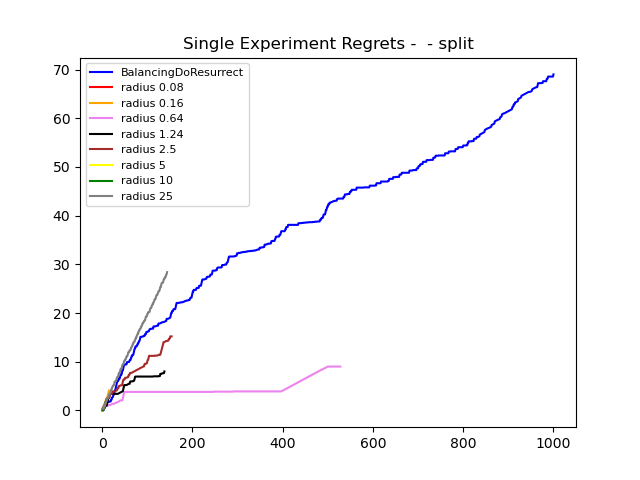 Single Experiment Regrets -  - split
70
60
50
40
30
20
10
0
BalancingDoResurrect
radius 0.08
radius 0.16
radius 0.64
radius 1.24
radius 2.5
radius 5
radius 10
radius 25
0 200 400 600 800 1000